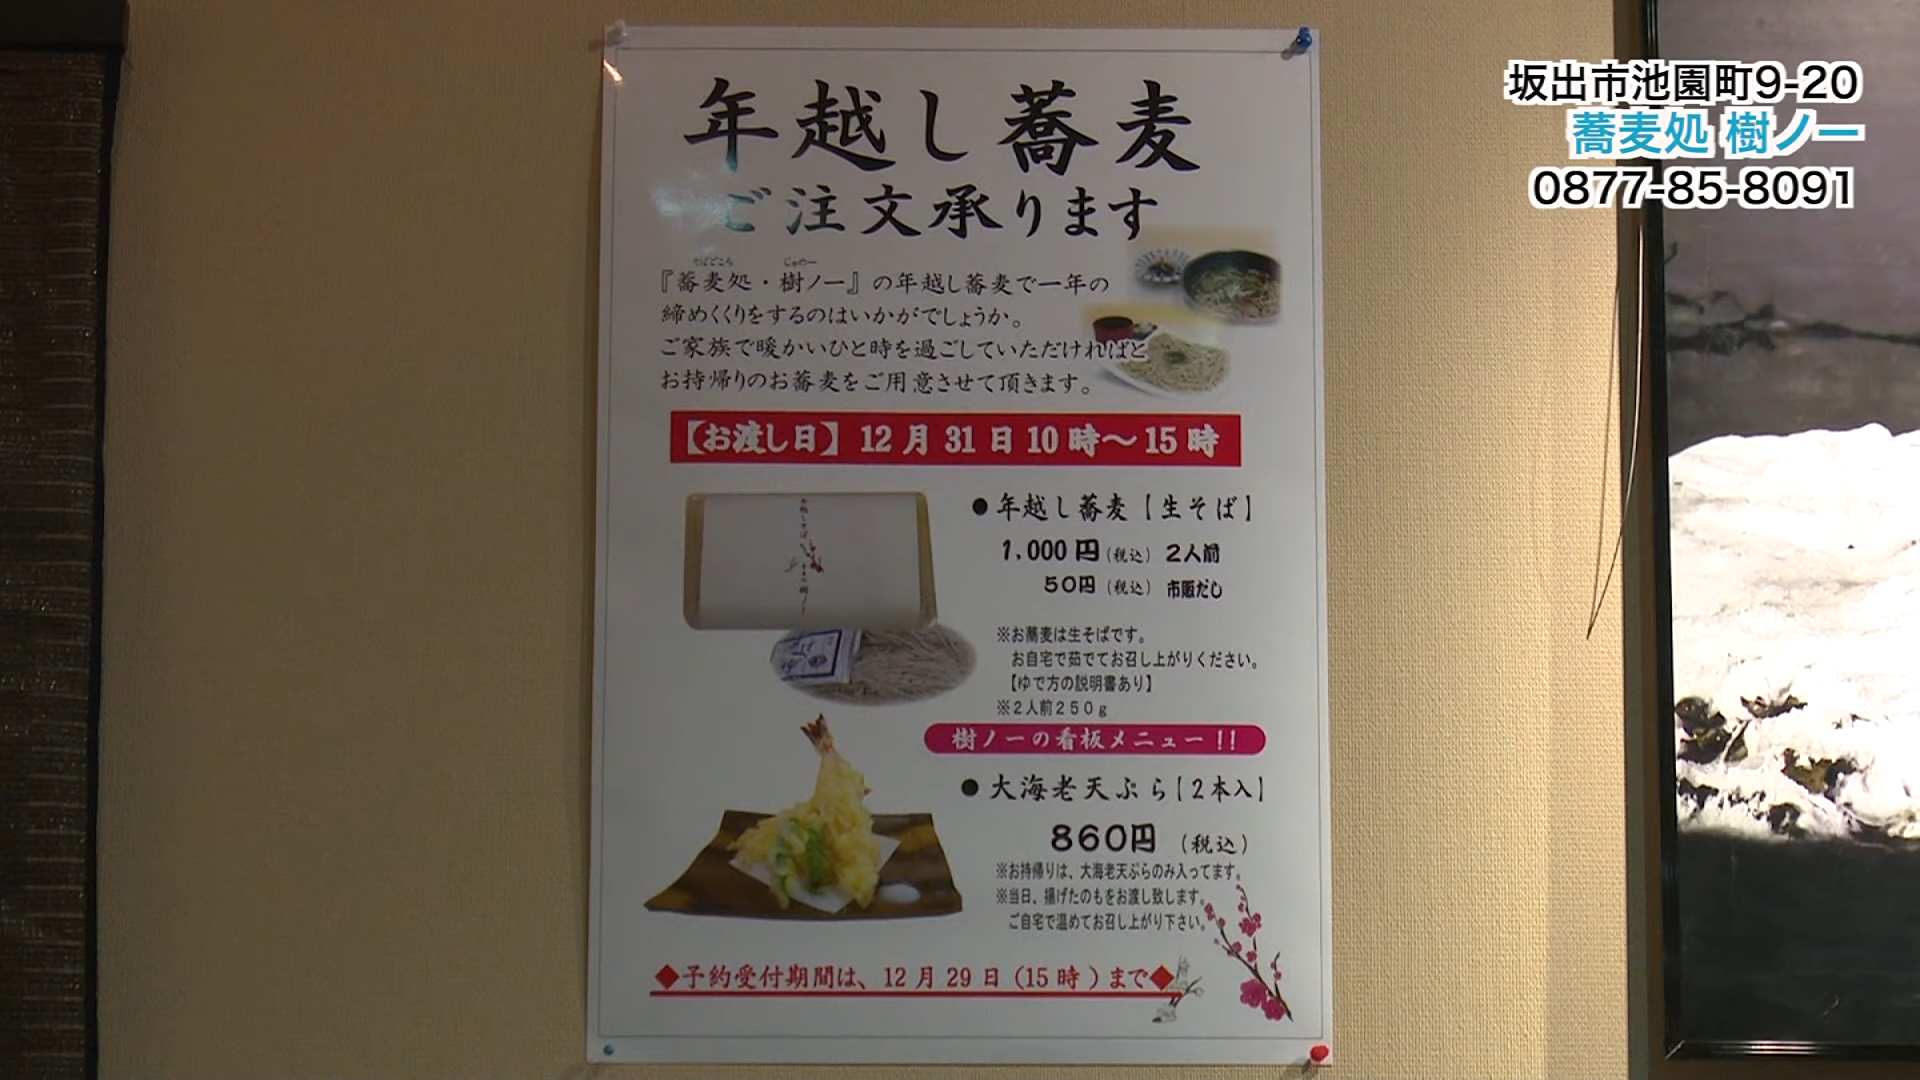 坂出市池園町9-20
蕎麦処 樹ノー
0877-85-8091
年越し蕎麦
ご注文承ります
そばどころ じゅのー
『蕎麦処・樹ノー』の年越し蕎麦で一年の
締めくくりをするのはいかがでしょうか。
ご家族で暖かいひと時を過ごしていただければと
お持帰りのお蕎麦をご用意させて頂きます。
【お渡し日】 12月31日10時～15時
年越しそば
樹ノー
●年越し蕎麦【生そば】
1,000円(税込) 2人前
50円(税込) 市販だし
※お蕎麦は生そばです。
お自宅で茹でてお召し上がりください。
【ゆで方の説明書あり】
※2人前250g
樹ノーの看板メニュー!!
●大海老天ぷら【2本入】
860円 (税込)
※お持帰りは、大海老天ぷらのみ入ってます。
※当日、揚げたのもをお渡し致します。
ご自宅で温めてお召し上がり下さい。
◆予約受付期間は、12月29日(15時)まで◆